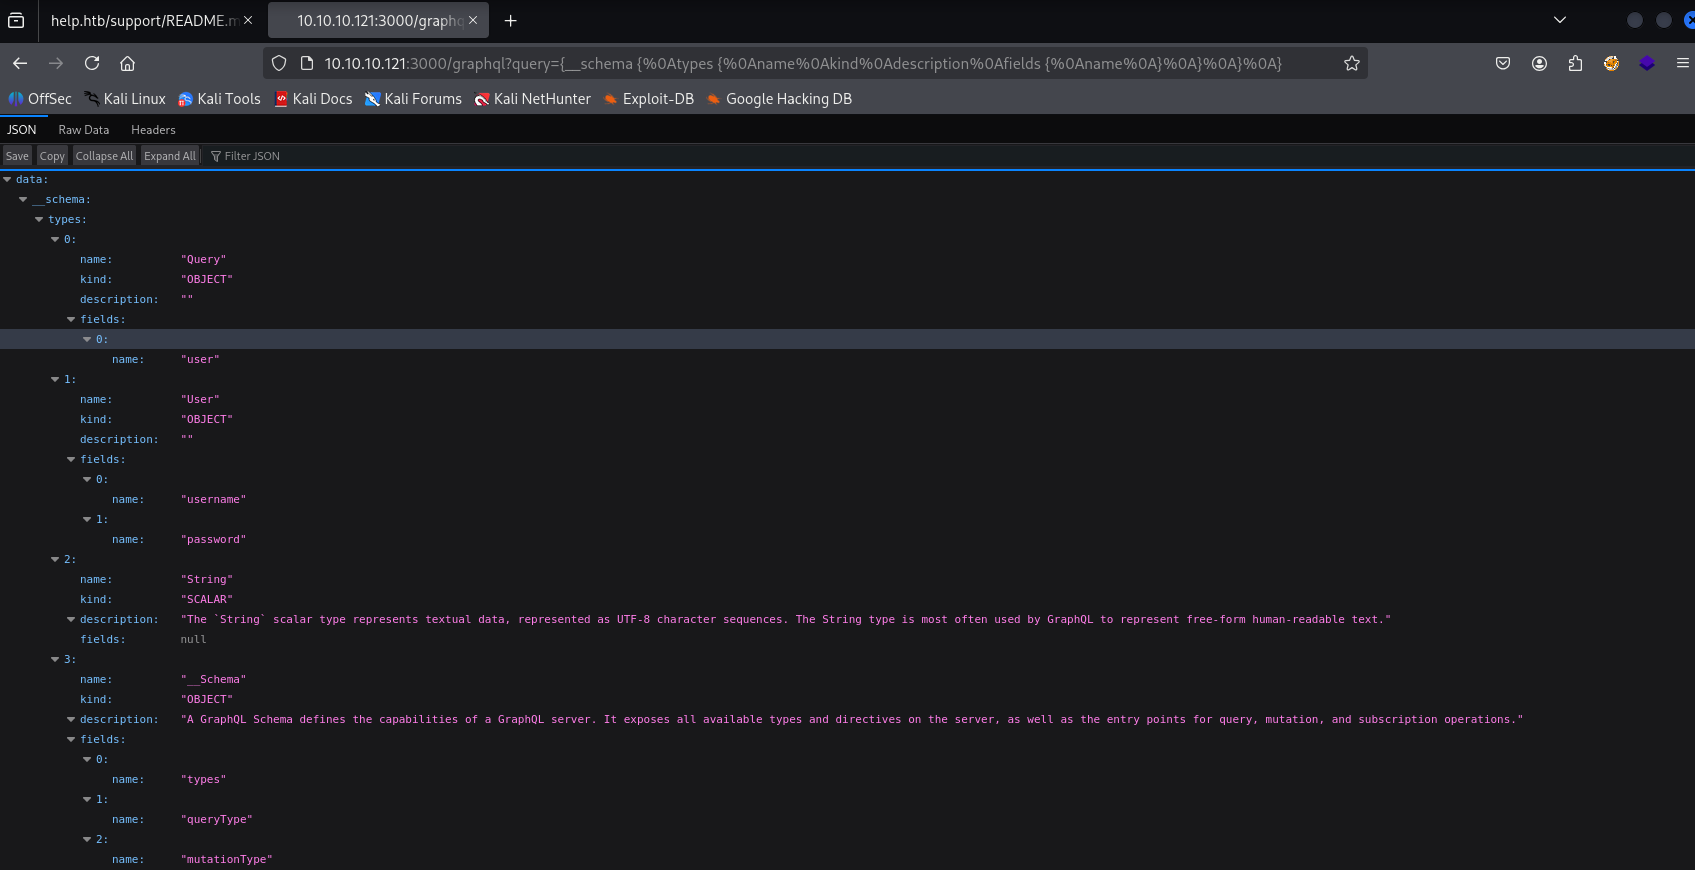 help.htb/support/README.m
10.10.10.121:3000/graphq
10.10.10.121:3000/graphql?query={__schema {%0Atypes {%0Aname%0Akind%0Adescription%0Afields {%0Aname%0A}%0A}%0A}%0A}
OffSec Kali Linux Kali Tools Kali Docs Kali Forums Kali NetHunter Exploit-DB Google Hacking DB
JSON Raw Data Headers
Save Copy Collapse All Expand All Filter JSON
data:
__schema:
types:
0:
name: "Query"
kind: "OBJECT"
description: ""
fields:
0:
name: "user"
1:
name: "User"
kind: "OBJECT"
description: ""
fields:
0:
name: "username"
1:
name: "password"
2:
name: "String"
kind: "SCALAR"
description: "The `String` scalar type represents textual data, represented as UTF-8 character sequences. The String type is most often used by GraphQL to represent free-form human-readable text."
fields: null
3:
name: "__Schema"
kind: "OBJECT"
description: "A GraphQL Schema defines the capabilities of a GraphQL server. It exposes all available types and directives on the server, as well as the entry points for query, mutation, and subscription operations."
fields:
0:
name: "types"
1:
name: "queryType"
2:
name: "mutationType"